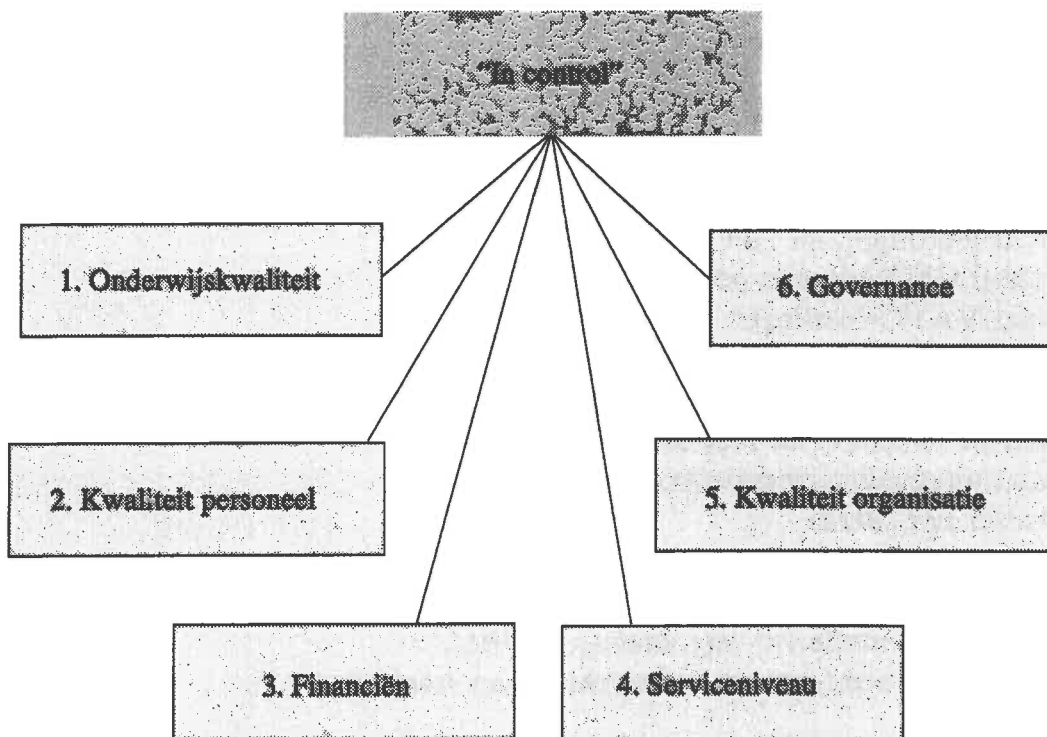 "In control"
1. Onderwijskwaliteit
6. Governance
2. Kwaliteit personeel
5. Kwaliteit organisatie
3. Financiën
4. Serviceniveau